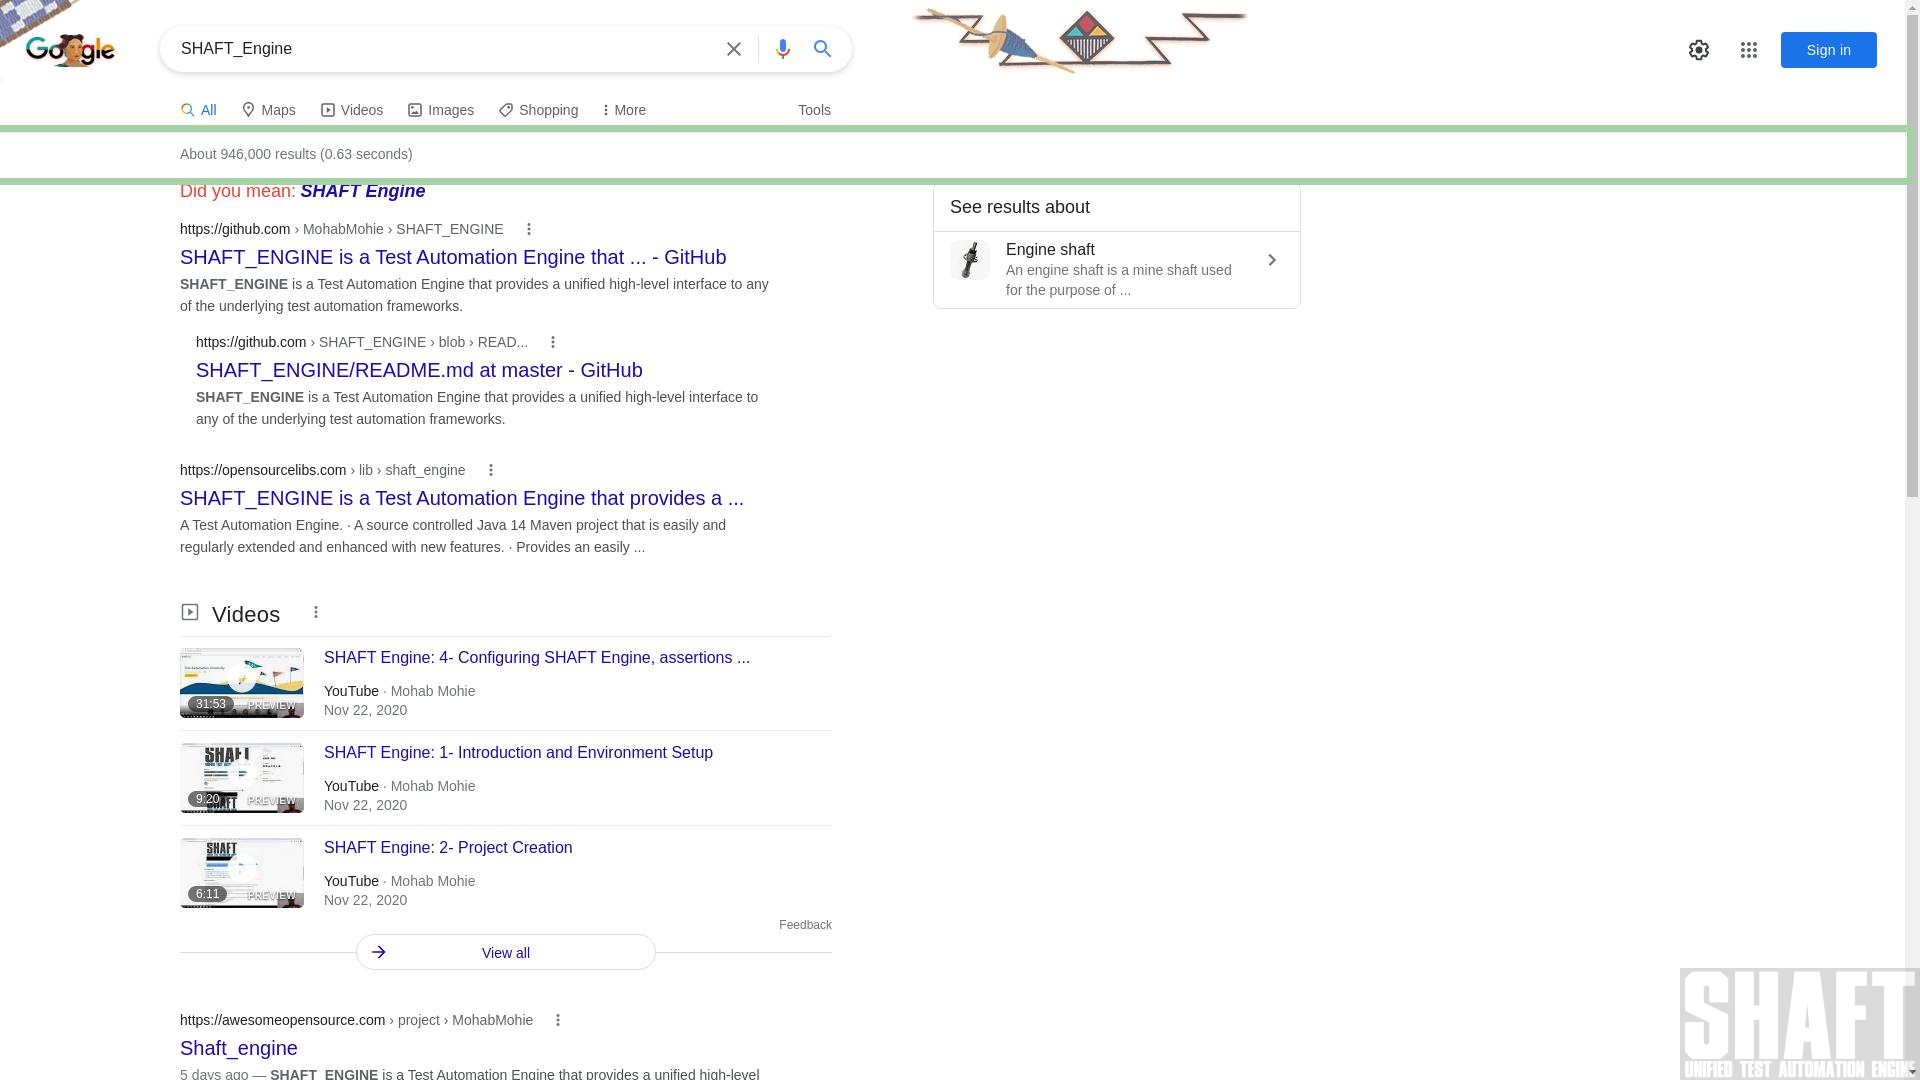 Google
SHAFT_Engine
Sign in
All Maps Videos Images Shopping More Tools
About 946,000 results (0.63 seconds)
Did you mean: SHAFT Engine
https://github.com › MohabMohie › SHAFT_ENGINE
SHAFT_ENGINE is a Test Automation Engine that ... - GitHub
SHAFT_ENGINE is a Test Automation Engine that provides a unified high-level interface to any
of the underlying test automation frameworks.
https://github.com › SHAFT_ENGINE › blob › READ...
SHAFT_ENGINE/README.md at master - GitHub
SHAFT_ENGINE is a Test Automation Engine that provides a unified high-level interface to
any of the underlying test automation frameworks.
https://opensourcelibs.com › lib › shaft_engine
SHAFT_ENGINE is a Test Automation Engine that provides a ...
A Test Automation Engine. · A source controlled Java 14 Maven project that is easily and
regularly extended and enhanced with new features. · Provides an easily ...
Videos
SHAFT Engine: 4- Configuring SHAFT Engine, assertions ...
YouTube · Mohab Mohie
Nov 22, 2020
31:53 PREVIEW
SHAFT Engine: 1- Introduction and Environment Setup
YouTube · Mohab Mohie
Nov 22, 2020
SHAFT
9:20 PREVIEW
SHAFT
SHAFT Engine: 2- Project Creation
YouTube · Mohab Mohie
Nov 22, 2020
SHAFT
6:11 PREVIEW
Feedback
View all
https://awesomeopensource.com › project › MohabMohie
Shaft_engine
5 days ago — SHAFT_ENGINE is a Test Automation Engine that provides a unified high-level
See results about
Engine shaft
An engine shaft is a mine shaft used
for the purpose of ...
SHAFT
UNIFIED TEST AUTOMATION ENGINE